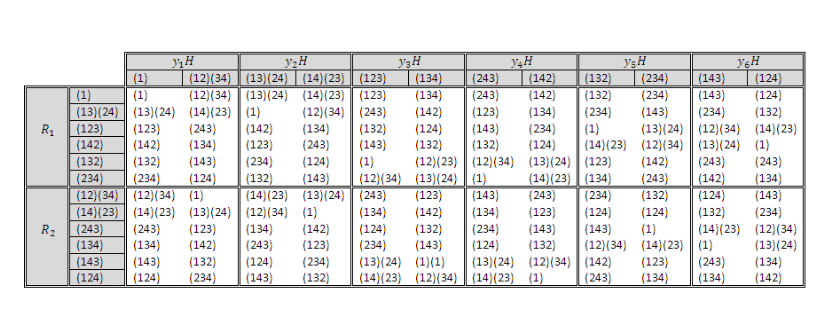 y₁H y₂H y₃H y₄H y₅H y₆H
(1) (12)(34) (13)(24) (14)(23) (123) (134) (243) (142) (132) (234) (143) (124)
(1) (1) (12)(34) (13)(24) (14)(23) (123) (134) (243) (142) (132) (234) (143) (124)
(13)(24) (13)(24) (14)(23) (1) (12)(34) (243) (142) (123) (134) (234) (143) (234) (132)
R₁ (123) (123) (243) (142) (134) (132) (124) (143) (234) (1) (13)(24) (12)(34) (14)(23)
(142) (142) (134) (123) (243) (143) (132) (132) (124) (14)(23) (12)(34) (13)(24) (1)
(132) (132) (143) (234) (124) (1) (12)(23) (12)(34) (13)(24) (123) (142) (243) (243)
(234) (234) (124) (132) (143) (12)(34) (13)(24) (1) (14)(23) (134) (243) (142) (134)
(12)(34) (12)(34) (1) (14)(23) (13)(24) (243) (123) (143) (243) (234) (132) (124) (143)
(14)(23) (14)(23) (13)(24) (12)(34) (1) (134) (142) (134) (123) (124) (124) (132) (234)
R₂ (243) (243) (123) (134) (142) (124) (132) (234) (143) (143) (1) (14)(23) (12)(34)
(134) (134) (142) (243) (123) (234) (143) (124) (132) (12)(34) (14)(23) (1) (13)(24)
(143) (143) (132) (124) (234) (13)(24) (1)(1) (13)(24) (12)(34) (142) (123) (243) (134)
(124) (124) (234) (143) (132) (14)(23) (12)(34) (14)(23) (1) (243) (134) (134) (142)